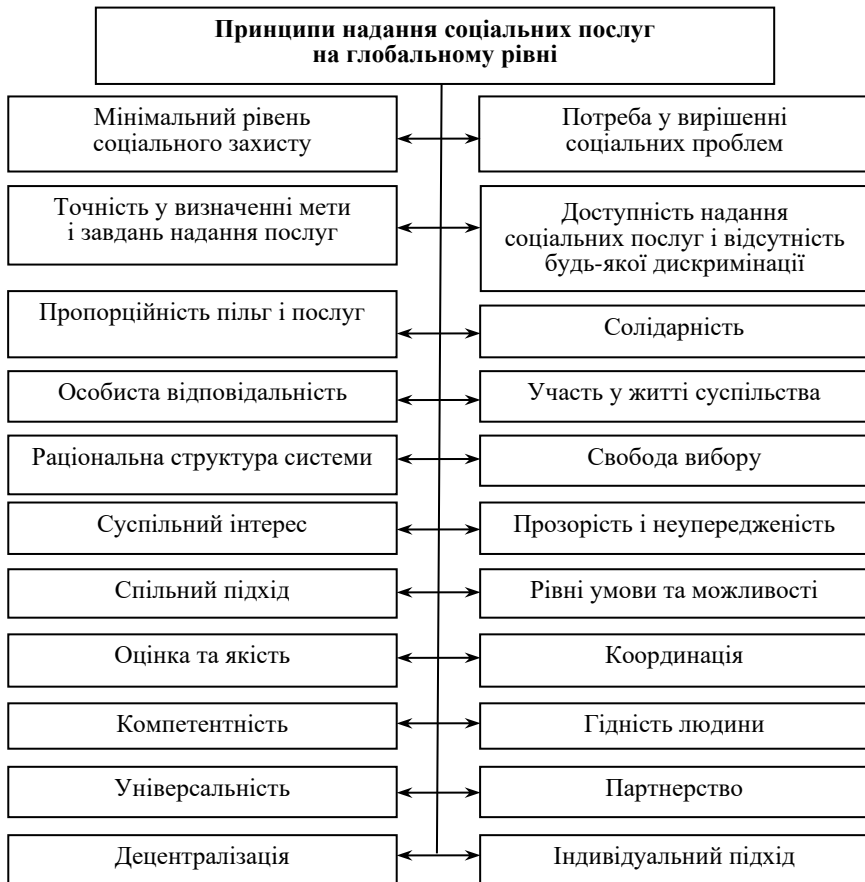 Принципи надання соціальних послуг
на глобальному рівні
Мінімальний рівень
соціального захисту
Потреба у вирішенні
соціальних проблем
Точність у визначенні мети
і завдань надання послуг
Доступність надання
соціальних послуг і відсутність
будь-якої дискримінації
Пропорційність пільг і послуг
Солідарність
Особиста відповідальність
Участь у житті суспільства
Раціональна структура системи
Свобода вибору
Суспільний інтерес
Прозорість і неупередженість
Спільний підхід
Рівні умови та можливості
Оцінка та якість
Координація
Компетентність
Гідність людини
Універсальність
Партнерство
Децентралізація
Індивідуальний підхід